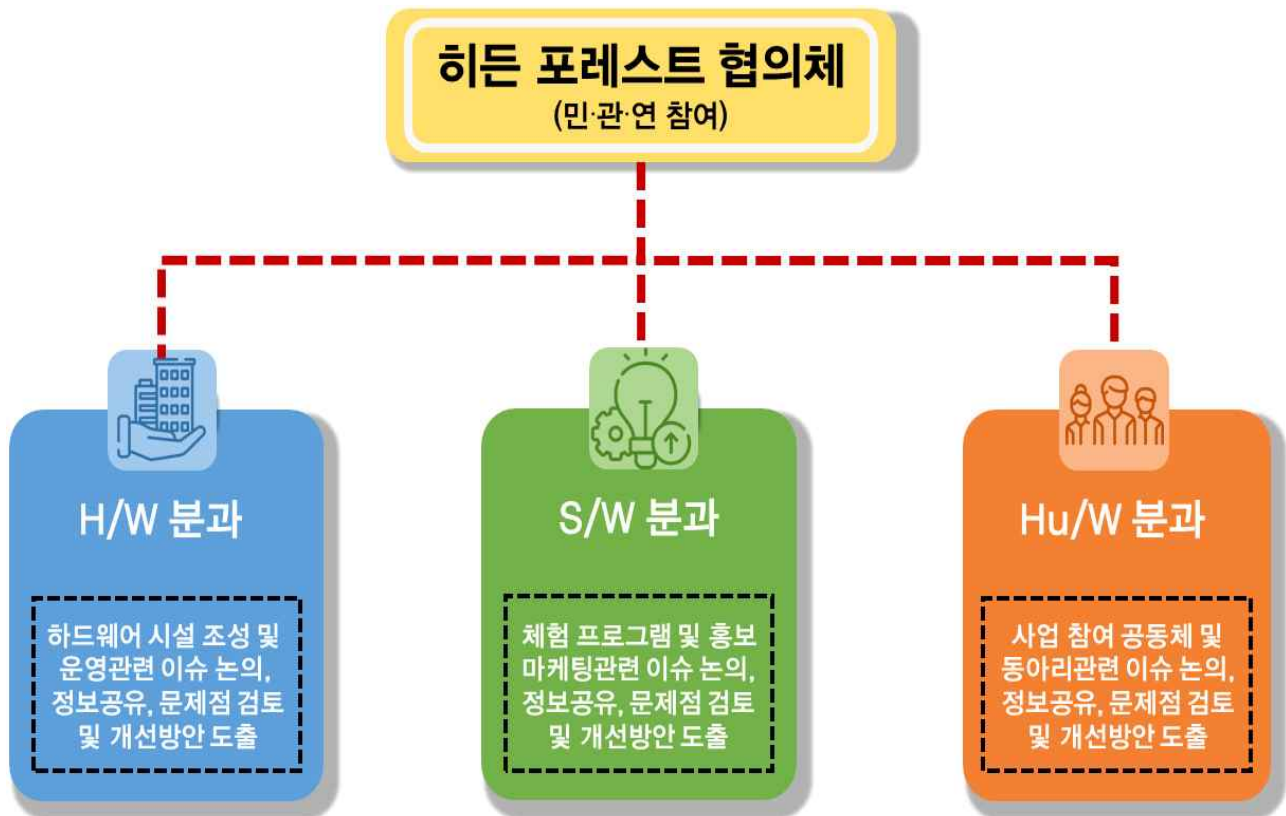 히든 포레스트 협의체
(민·관·연 참여)
H/W 분과
하드웨어 시설 조성 및
운영관련 이슈 논의,
정보공유, 문제점 검토
및 개선방안 도출
S/W 분과
체험 프로그램 및 홍보
마케팅관련 이슈 논의,
정보공유, 문제점 검토
및 개선방안 도출
Hu/W 분과
사업 참여 공동체 및
동아리관련 이슈 논의,
정보공유, 문제점 검토
및 개선방안 도출